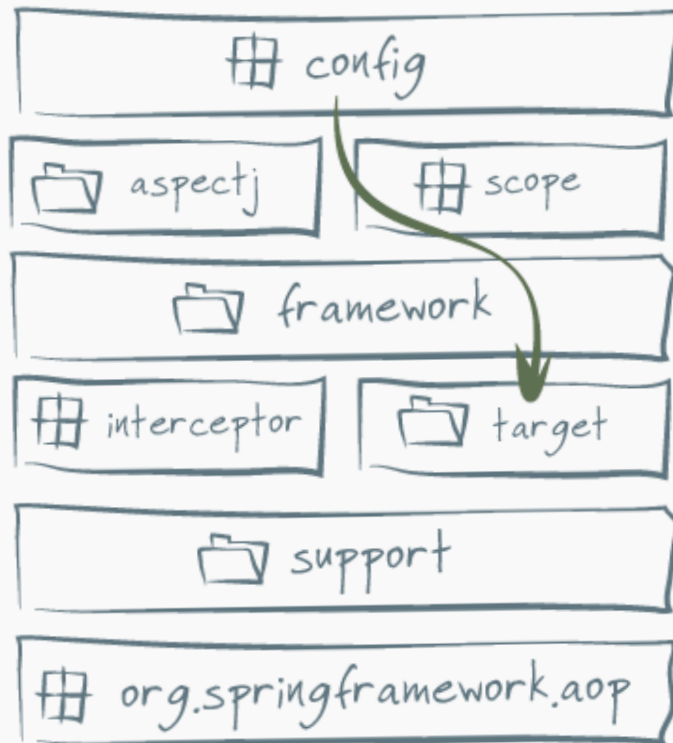 config
aspectj scope
framework
interceptor target
support
org.springframework.aop